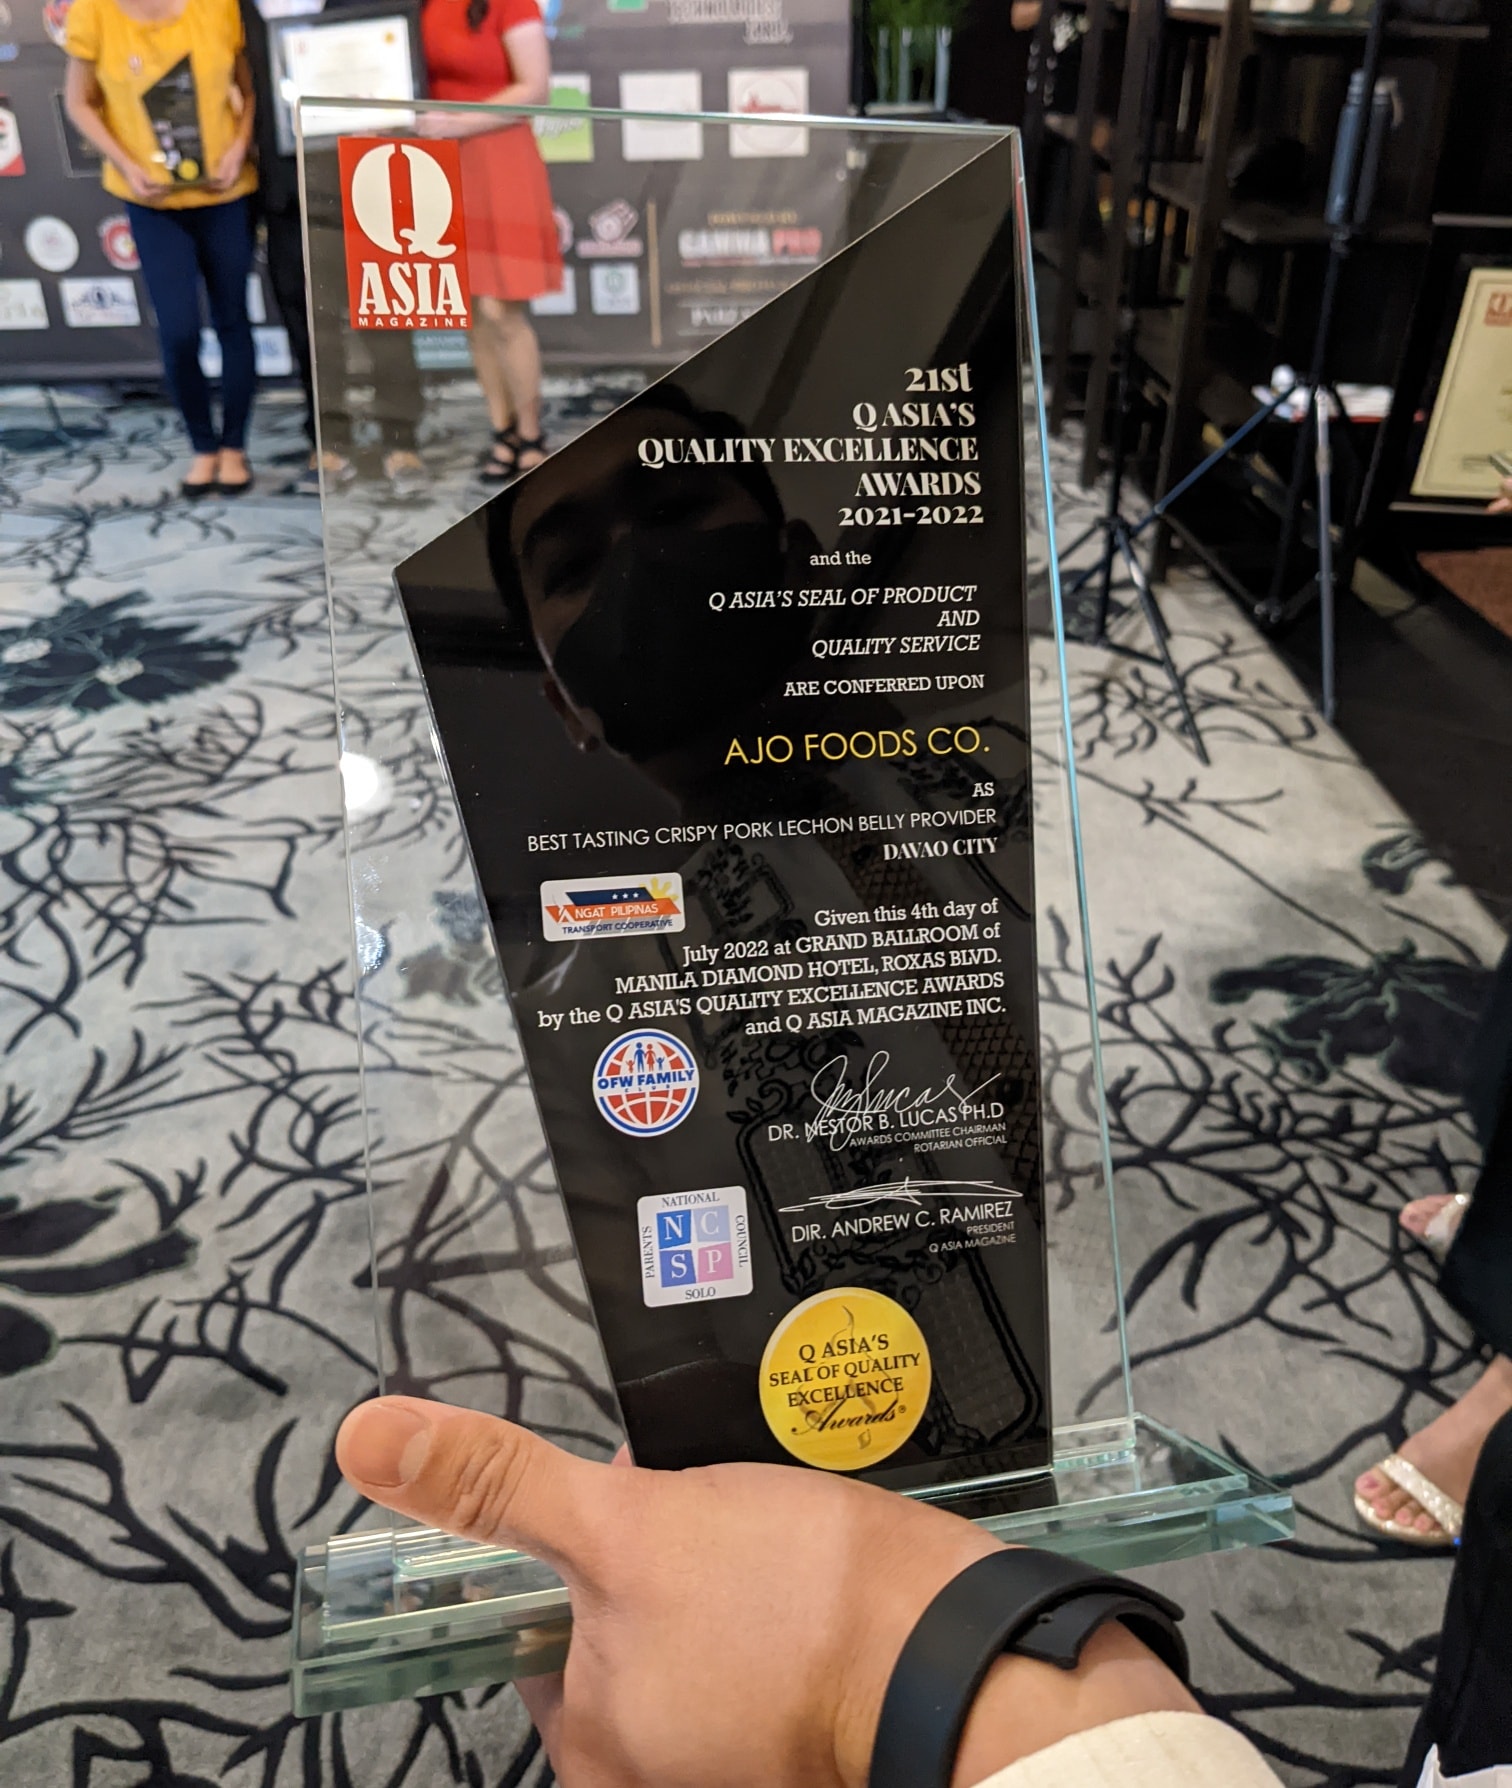 Q
ASIA
MAGAZINE
21st
Q ASIA'S
QUALITY EXCELLENCE
AWARDS
2021-2022
and the
Q ASIA'S SEAL OF PRODUCT
AND
QUALITY SERVICE
ARE CONFERRED UPON
AJO FOODS CO.
AS
BEST TASTING CRISPY PORK LECHON BELLY PROVIDER
DAVAO CITY
ANGAT PILIPINAS
TRANSPORT COOPERATIVE
Given this 4th day of
July 2022 at GRAND BALLROOM of
MANILA DIAMOND HOTEL, ROXAS BLVD.
by the Q ASIA'S QUALITY EXCELLENCE AWARDS
and Q ASIA MAGAZINE INC.
OFW FAMILY
CLUB
DR. NESTOR B. LUCAS PH.D
AWARDS COMMITTEE CHAIRMAN
ROTARIAN OFFICIAL
DIR. ANDREW C. RAMIREZ
PRESIDENT
Q ASIA MAGAZINE
NATIONAL
COUNCIL
SOLO
PARENTS
N C
S P
Q ASIA'S
SEAL OF QUALITY
EXCELLENCE
Awards®
GAMMA PRO